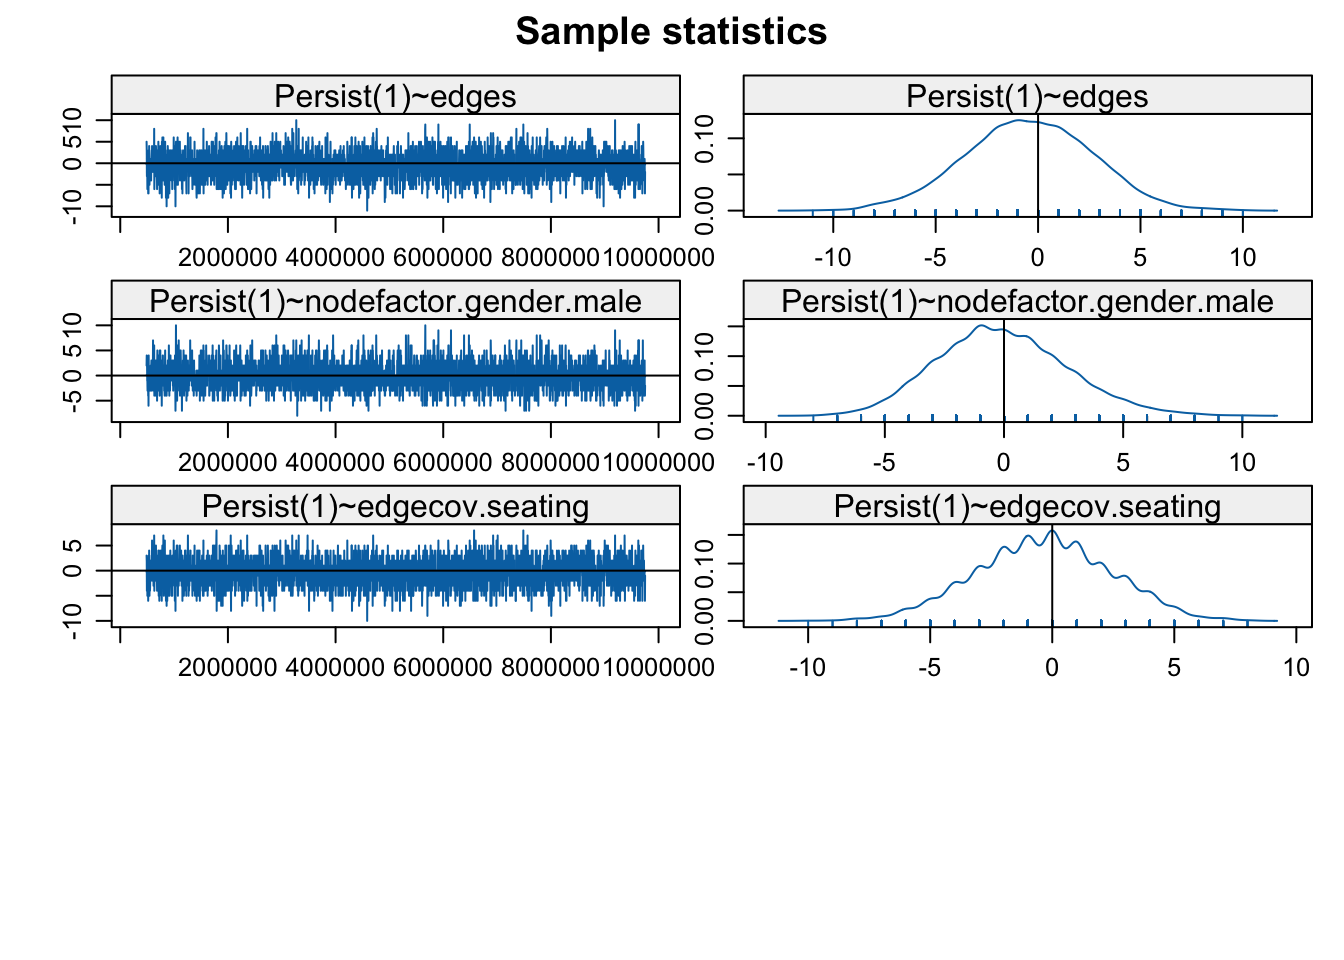 Sample statistics
Persist(1)~edges
-10 0 5 10
2000000 4000000 6000000 8000000 10000000
Persist(1)~edges
0.00 0.10
-10 -5 0 5 10
Persist(1)~nodefactor.gender.male
-5 0 5 10
2000000 4000000 6000000 8000000 10000000
Persist(1)~nodefactor.gender.male
0.00 0.10
-10 -5 0 5 10
Persist(1)~edgecov.seating
-10 0 5
2000000 4000000 6000000 8000000 10000000
Persist(1)~edgecov.seating
0.00 0.10
-10 -5 0 5 10